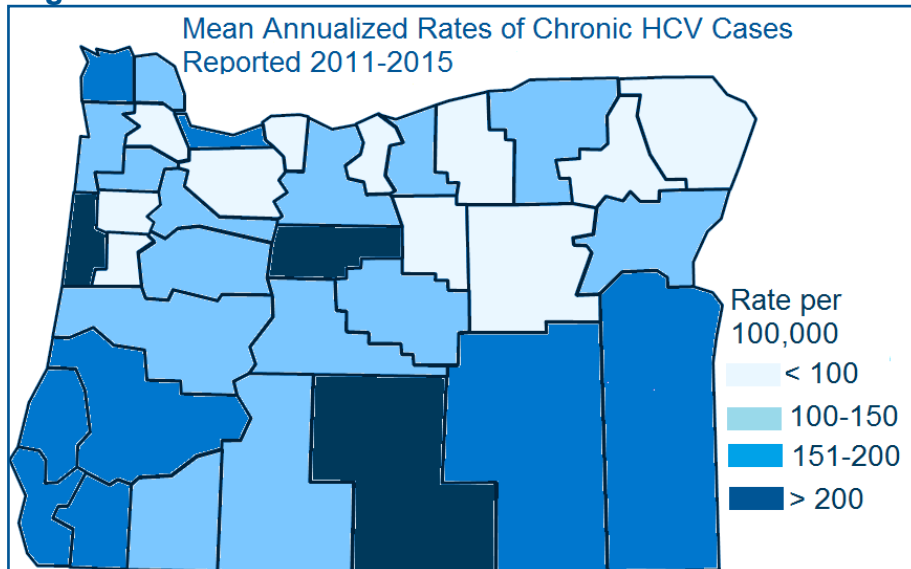 Mean Annualized Rates of Chronic HCV Cases
Reported 2011-2015
Rate per
100,000
< 100
100-150
151-200
> 200